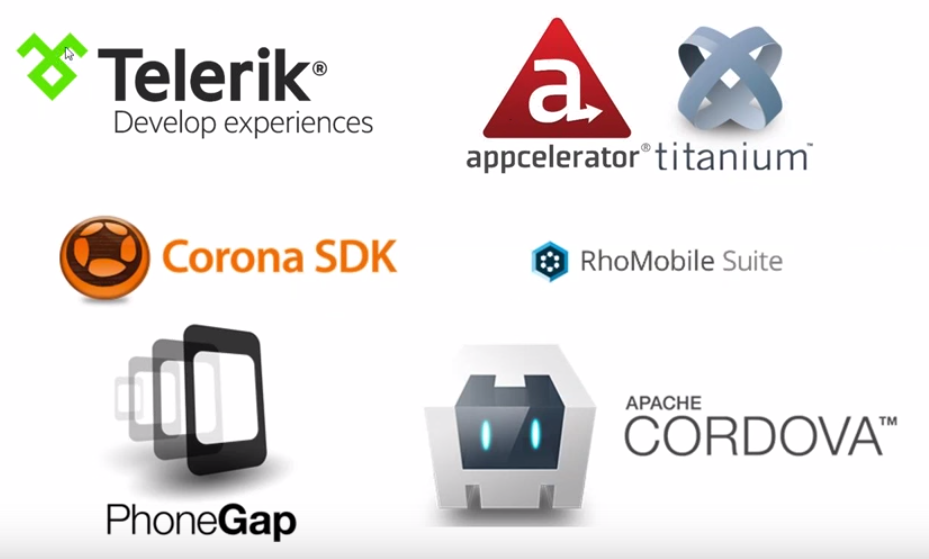 Telerik®
Develop experiences
a
appcelerator® titanium™
Corona SDK
RhoMobile Suite
PhoneGap
APACHE
CORDOVA™